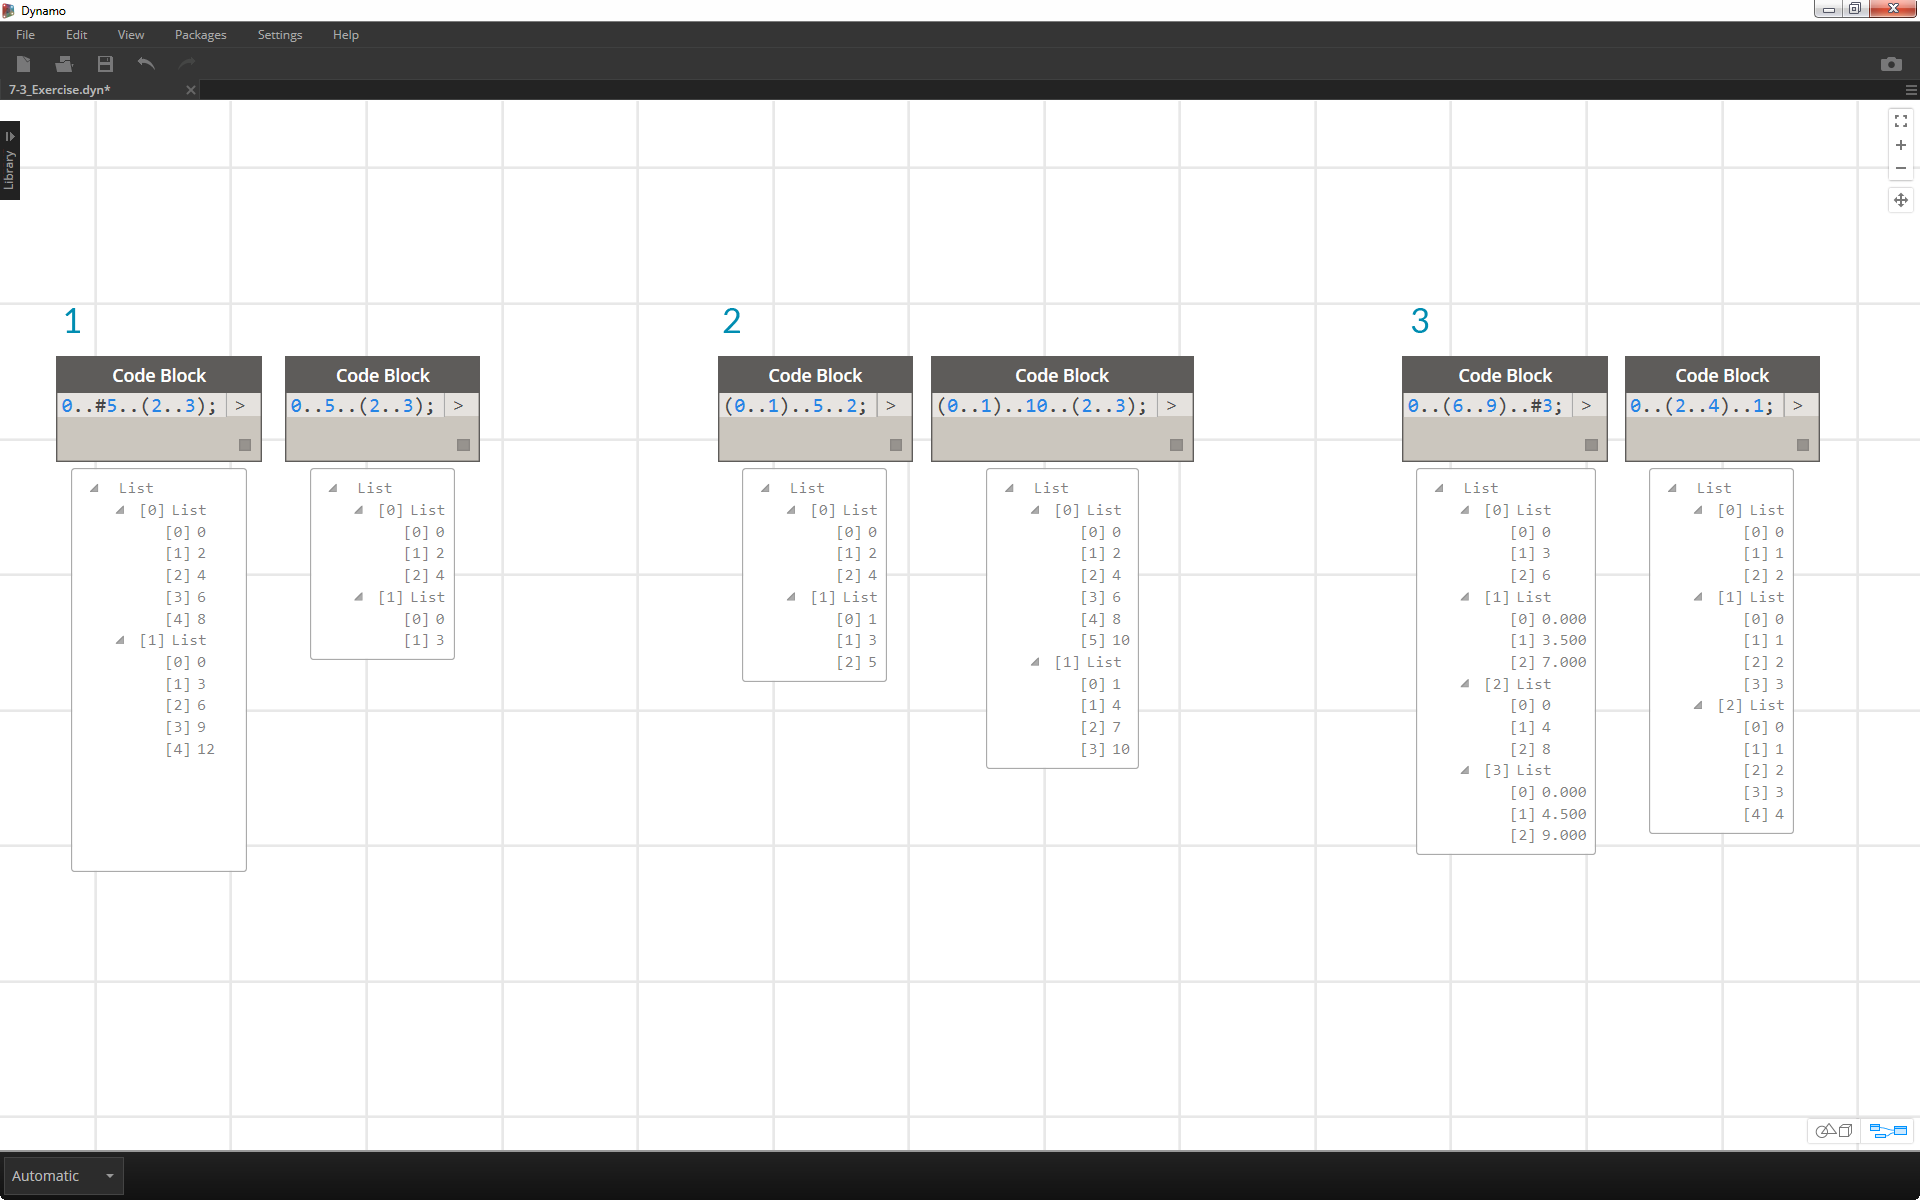 Dynamo
File Edit View Packages Settings Help
7-3_Exercise.dyn*
Library
1
Code Block
0..#5..(2..3); >
List
[0] List
[0] 0
[1] 2
[2] 4
[3] 6
[4] 8
[1] List
[0] 0
[1] 3
[2] 6
[3] 9
[4] 12
Code Block
0..5..(2..3); >
List
[0] List
[0] 0
[1] 2
[2] 4
[1] List
[0] 0
[1] 3
2
Code Block
(0..1)..5..2; >
List
[0] List
[0] 0
[1] 2
[2] 4
[1] List
[0] 1
[1] 3
[2] 5
Code Block
(0..1)..10..(2..3); >
List
[0] List
[0] 0
[1] 2
[2] 4
[3] 6
[4] 8
[5] 10
[1] List
[0] 1
[1] 4
[2] 7
[3] 10
3
Code Block
0..(6..9)..#3; >
List
[0] List
[0] 0
[1] 3
[2] 6
[1] List
[0] 0.000
[1] 3.500
[2] 7.000
[2] List
[0] 0
[1] 4
[2] 8
[3] List
[0] 0.000
[1] 4.500
[2] 9.000
Code Block
0..(2..4)..1; >
List
[0] List
[0] 0
[1] 1
[2] 2
[1] List
[0] 0
[1] 1
[2] 2
[3] 3
[2] List
[0] 0
[1] 1
[2] 2
[3] 3
[4] 4
Automatic